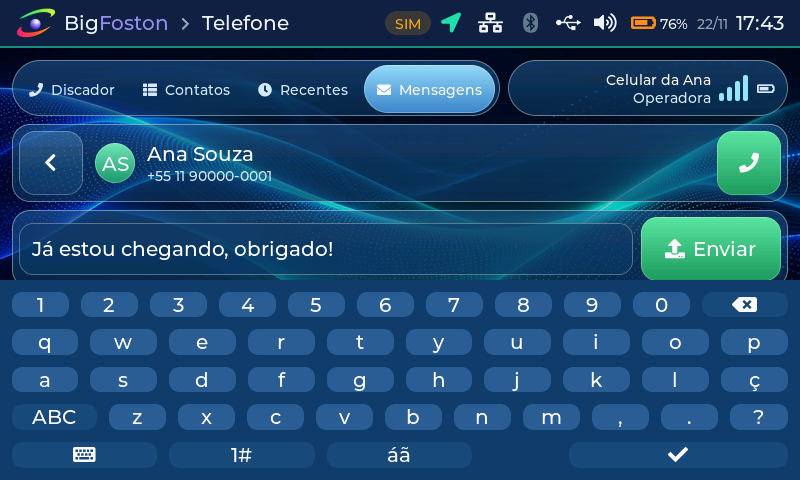 BigFoston > Telefone
SIM
76%
22/11
17:43
Discador
Contatos
Recentes
Mensagens
Celular da Ana
Operadora
AS
Ana Souza
+55 11 90000-0001
Já estou chegando, obrigado!
Enviar
1 2 3 4 5 6 7 8 9 0
q w e r t y u i o p
a s d f g h j k l ç
ABC z x c v b n m , . ?
1# áã